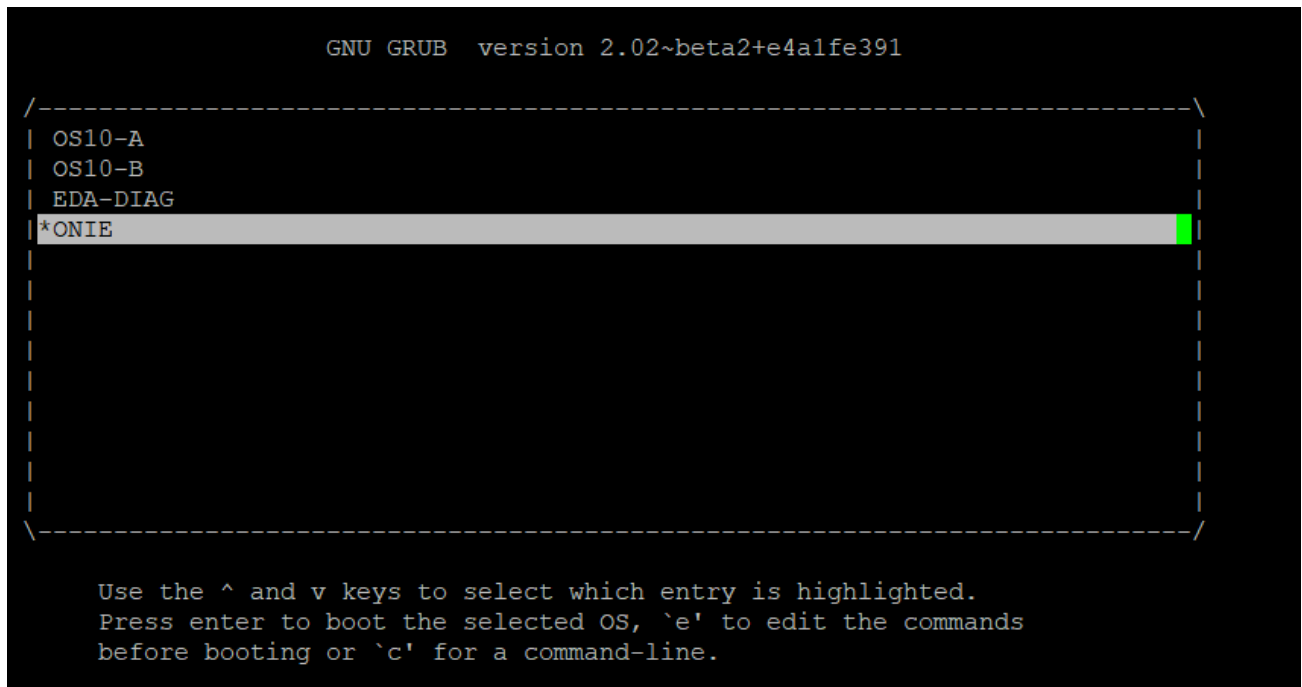 GNU GRUB version 2.02~beta2+e4a1fe391
/----------------------------------------------------------------------------\
| OS10-A |
| OS10-B |
| EDA-DIAG |
|*ONIE |
| |
| |
| |
| |
| |
| |
| |
| |
| |
\----------------------------------------------------------------------------/
Use the ^ and v keys to select which entry is highlighted.
Press enter to boot the selected OS, `e' to edit the commands
before booting or `c' for a command-line.